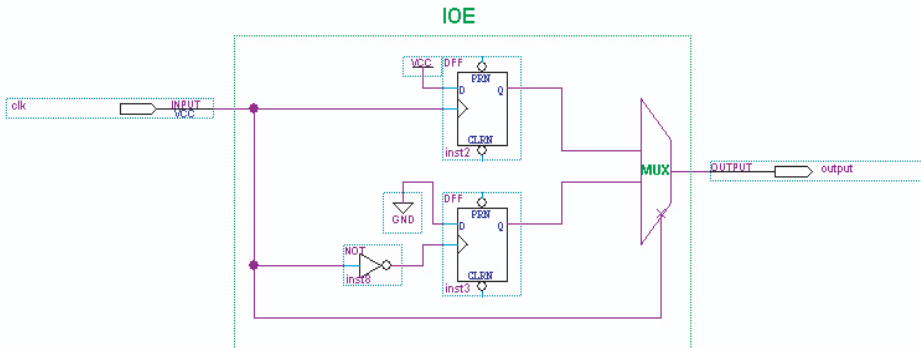 IOE
VCC
DFF
PRN
D Q
CLRN
inst2
clk
INPUT
VCC
MUX
OUTPUT
output
GND
DFF
PRN
D Q
CLRN
inst3
NOT
inst8